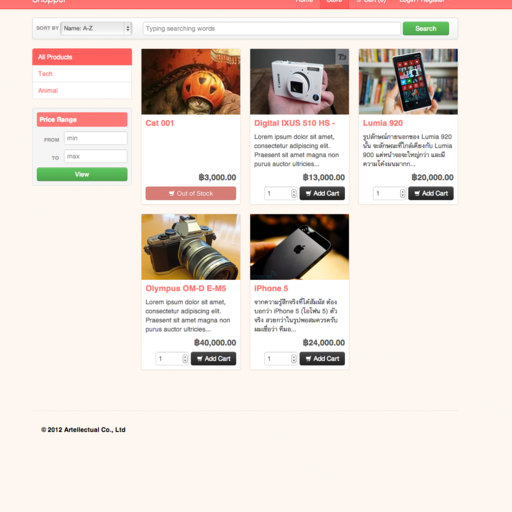 Shopper
Home
Store
Cart (0)
Login / Register
SORT BY
Name: A-Z
Typing searching words
Search
All Products
Tech
Animal
Price Range
FROM
min
TO
max
View
Cat 001
฿3,000.00
Out of Stock
Digital IXUS 510 HS -
Lorem ipsum dolor sit amet,
consectetur adipiscing elit.
Praesent sit amet magna non
purus auctor ultricies...
฿13,000.00
1
Add Cart
Lumia 920
รูปลักษณ์ภายนอกของ Lumia 920
นั้น จะลักษณะที่ใกล้เคียงกับ Lumia
900 แต่หน้าจอจะใหญ่กว่า และมี
ความโค้งมนมากก...
฿20,000.00
1
Add Cart
Olympus OM-D E-M5
Lorem ipsum dolor sit amet,
consectetur adipiscing elit.
Praesent sit amet magna non
purus auctor ultricies...
฿40,000.00
1
Add Cart
iPhone 5
จากความรู้สึกจริงที่ได้สัมผัส ต้อง
บอกว่า iPhone 5 (ไอโฟน 5) ตัว
จริง สวยกว่าในรูปพอสมควรครับ
ผมเชื่อว่า ทีมอ...
฿24,000.00
1
Add Cart
© 2012 Artellectual Co., Ltd